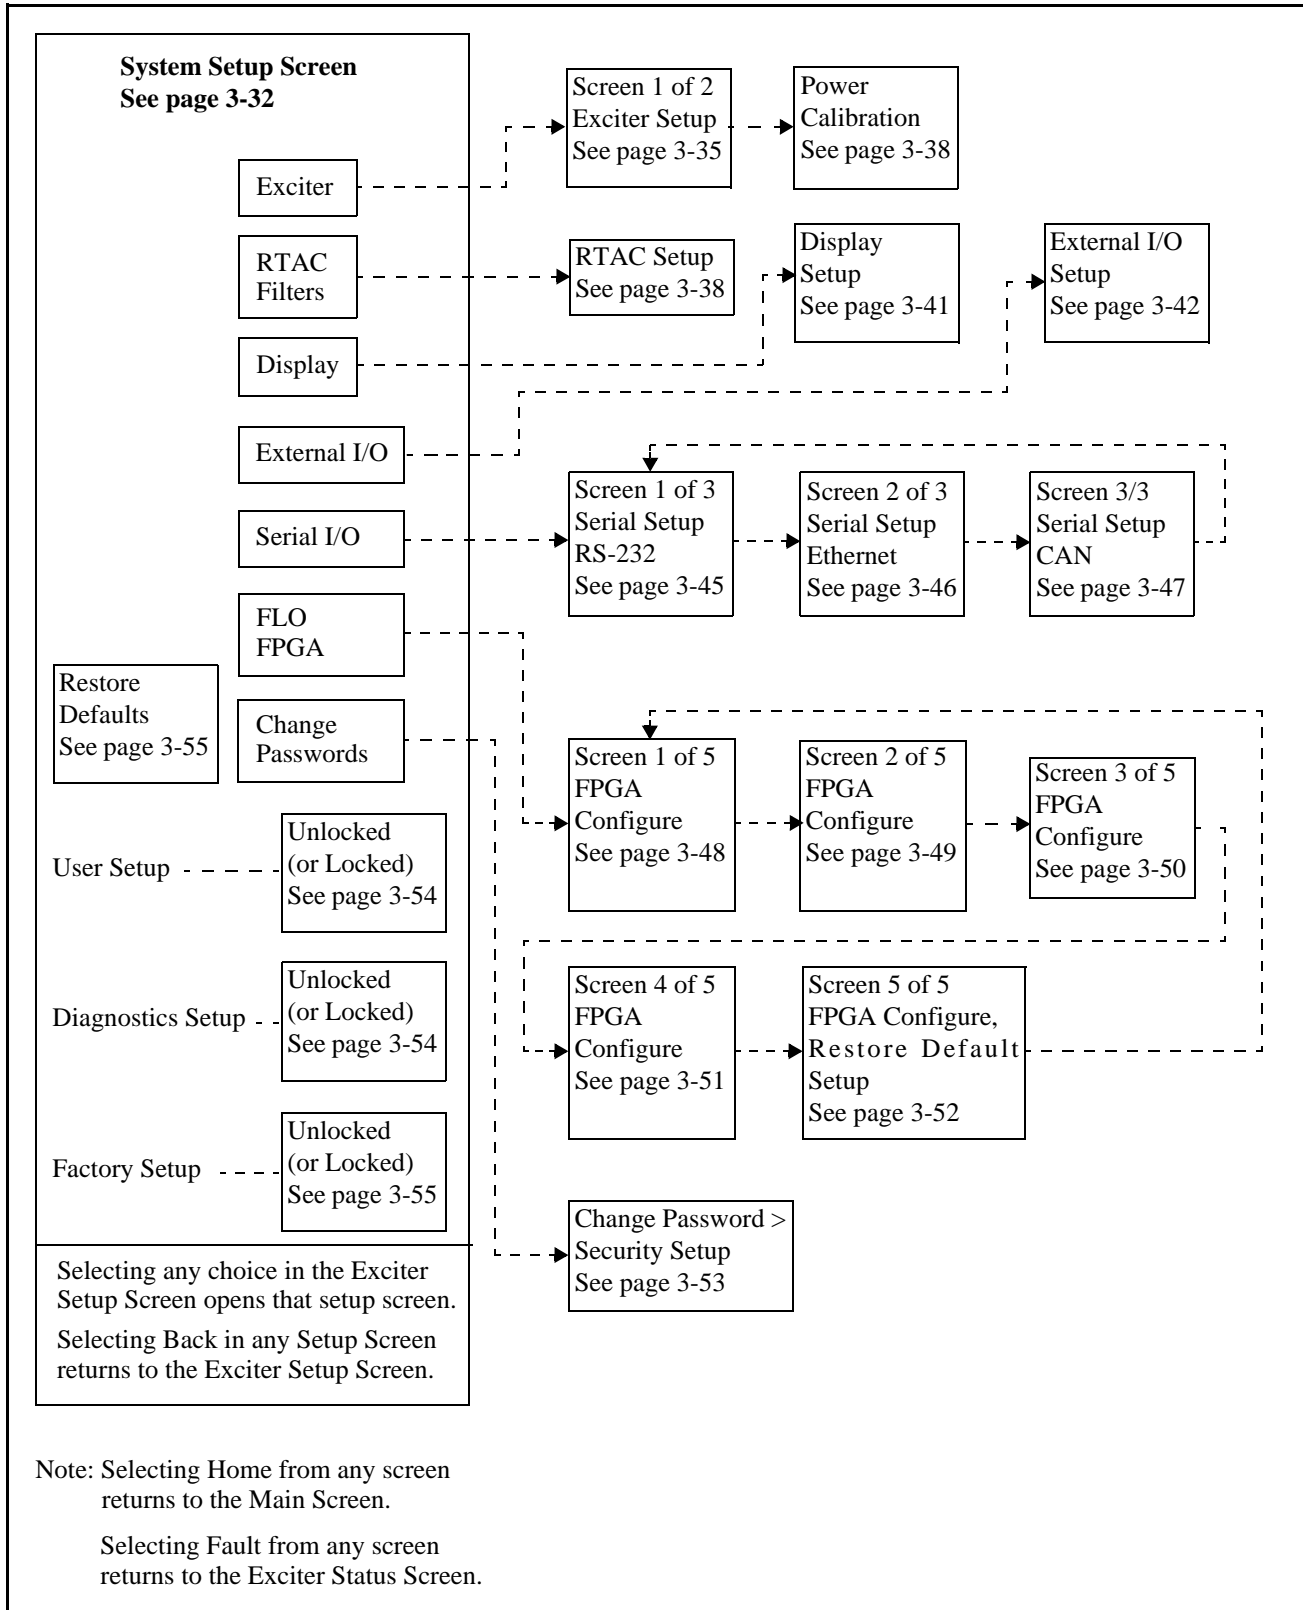 System Setup Screen
See page 3-32
Exciter
RTAC
Filters
Display
External I/O
Serial I/O
FLO
FPGA
Restore
Defaults
See page 3-55
Change
Passwords
User Setup
Unlocked
(or Locked)
See page 3-54
Diagnostics Setup
Unlocked
(or Locked)
See page 3-54
Factory Setup
Unlocked
(or Locked)
See page 3-55
Selecting any choice in the Exciter
Setup Screen opens that setup screen.
Selecting Back in any Setup Screen
returns to the Exciter Setup Screen.
Screen 1 of 2
Exciter Setup
See page 3-35
Power
Calibration
See page 3-38
RTAC Setup
See page 3-38
Display
Setup
See page 3-41
External I/O
Setup
See page 3-42
Screen 1 of 3
Serial Setup
RS-232
See page 3-45
Screen 2 of 3
Serial Setup
Ethernet
See page 3-46
Screen 3/3
Serial Setup
CAN
See page 3-47
Screen 1 of 5
FPGA
Configure
See page 3-48
Screen 2 of 5
FPGA
Configure
See page 3-49
Screen 3 of 5
FPGA
Configure
See page 3-50
Screen 4 of 5
FPGA
Configure
See page 3-51
Screen 5 of 5
FPGA Configure,
Restore Default
Setup
See page 3-52
Change Password >
Security Setup
See page 3-53
Note: Selecting Home from any screen
returns to the Main Screen.
Selecting Fault from any screen
returns to the Exciter Status Screen.